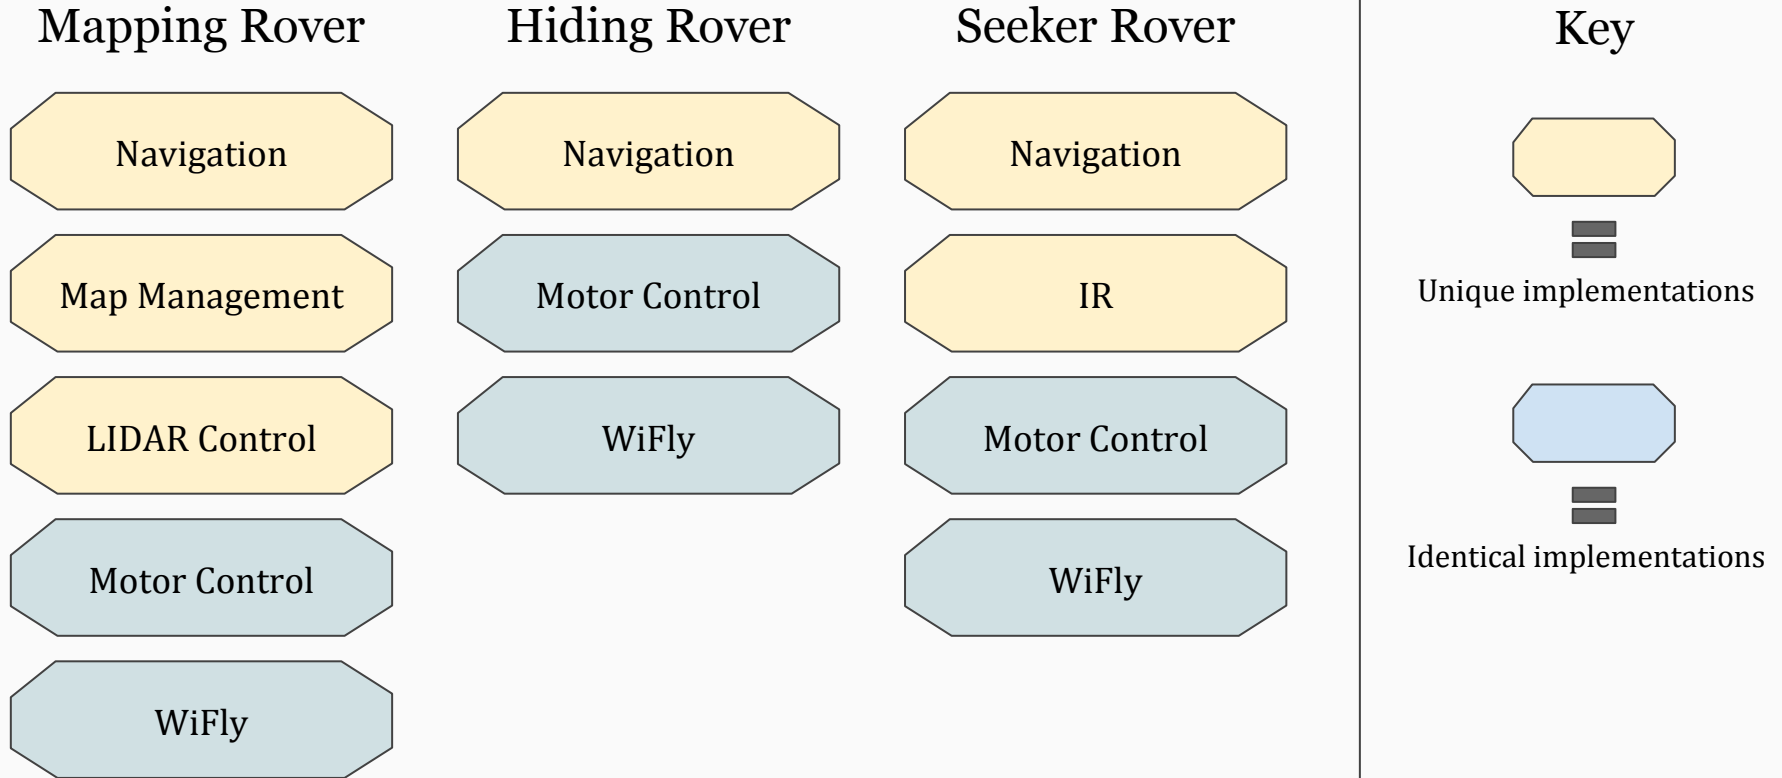 Mapping Rover
Navigation
Map Management
LIDAR Control
Motor Control
WiFly
Hiding Rover
Navigation
Motor Control
WiFly
Seeker Rover
Navigation
IR
Motor Control
WiFly
Key
Unique implementations
Identical implementations